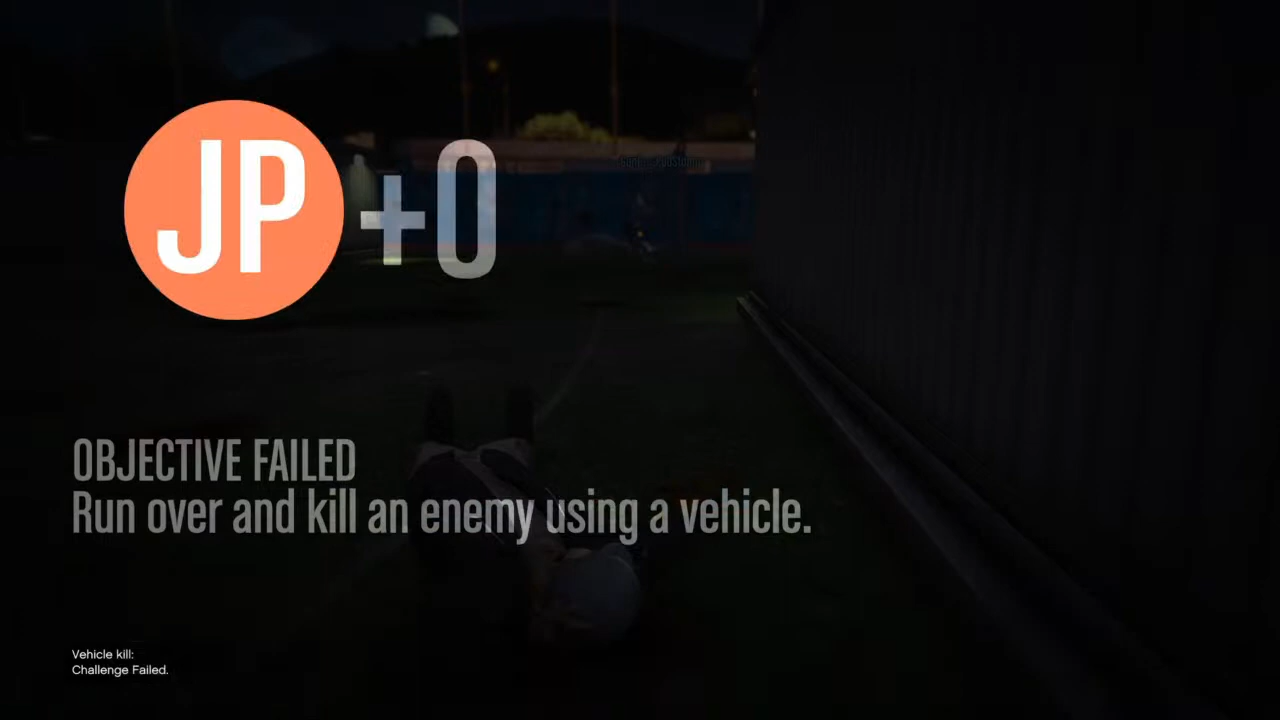 JP +0
OBJECTIVE FAILED
Run over and kill an enemy using a vehicle.
Vehicle kill:
Challenge Failed.